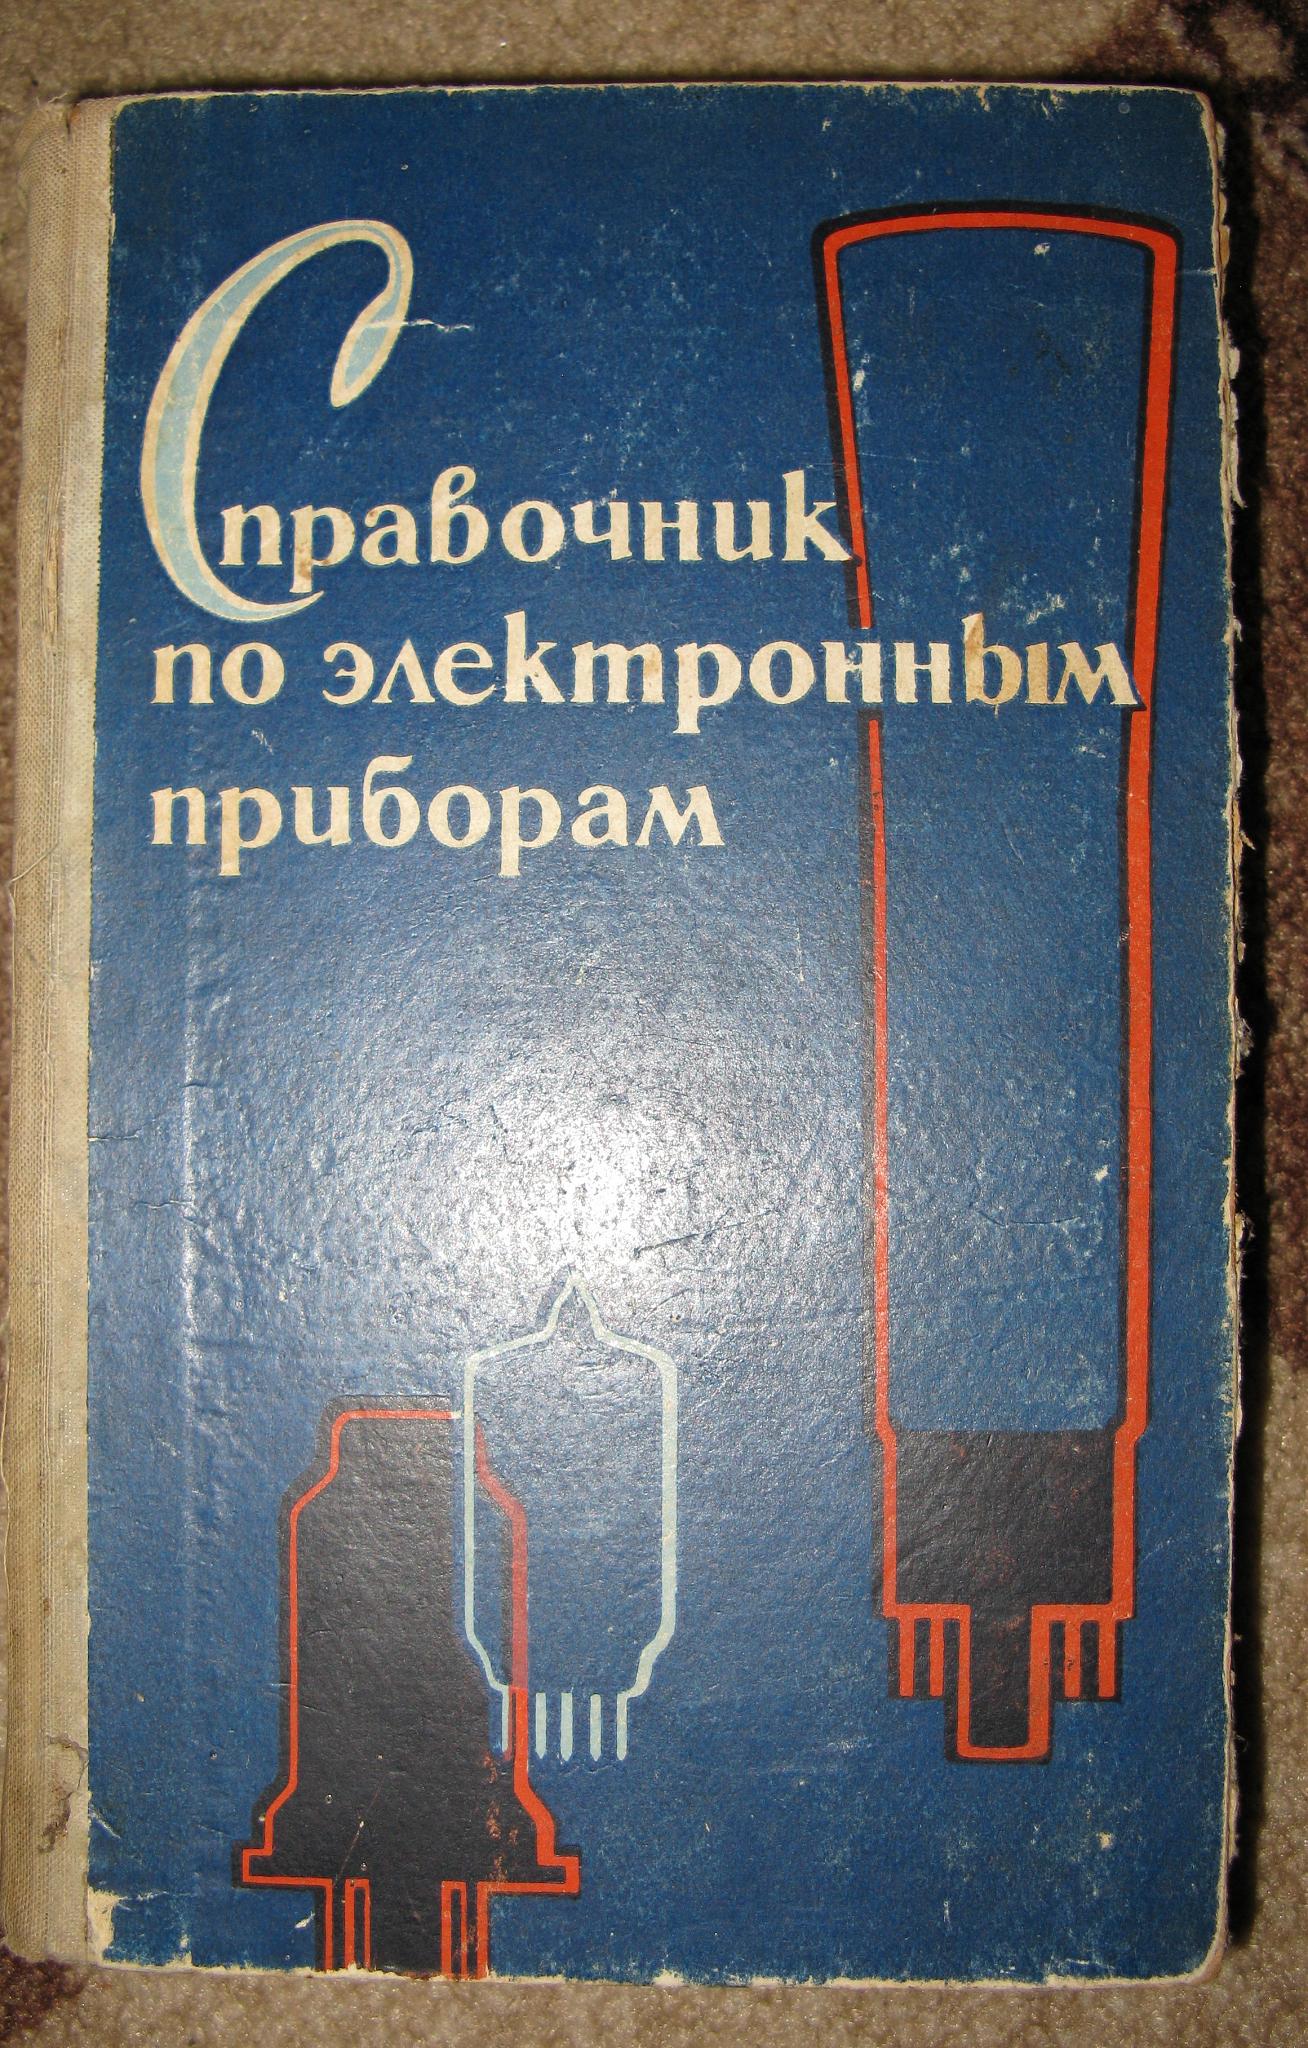 Справочник
по электронным
приборам